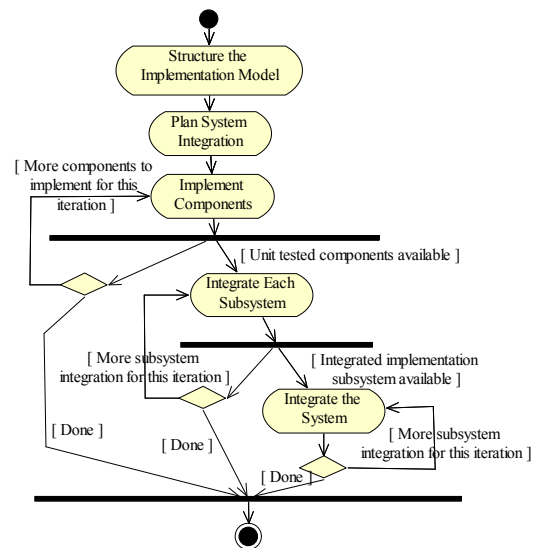 Structure the
Implementation Model
Plan System
Integration
[ More components to
implement for this
iteration ]
Implement
Components
[ Unit tested components available ]
Integrate Each
Subsystem
[ More subsystem
integration for this iteration ]
[ Integrated implementation
subsystem available ]
Integrate the
System
[ Done ]
[ Done ]
[ More subsystem
integration for this iteration ]
[ Done ]